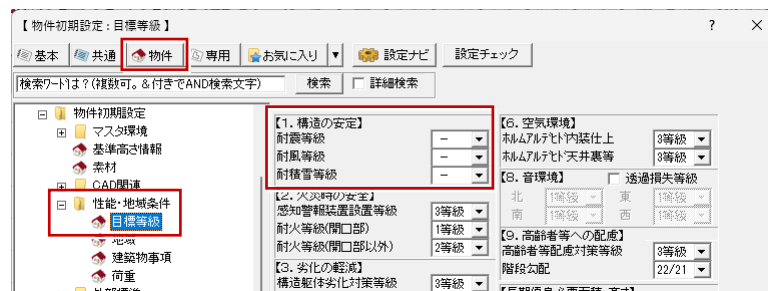 【 物件初期設定 : 目標等級 】
? ×
基本 共通 物件 専用 お気に入り ▼ 設定ナビ 設定チェック
検索ワードは?(複数可。&付きでAND検索文字) 検索 詳細検索
物件初期設定
マスタ環境
基準高さ情報
素材
CAD関連
性能・地域条件
目標等級
地域
建築物事項
荷重
【1. 構造の安定】
耐震等級 -
耐風等級 -
耐積雪等級 -
【2. 火災時の安全】
感知警報装置設置等級 3等級
耐火等級(開口部) 1等級
耐火等級(開口部以外) 2等級
【3. 劣化の軽減】
構造躯体劣化対策等級 3等級
【6. 空気環境】
ホルムアルデヒド内装仕上 3等級
ホルムアルデヒド天井裏等 3等級
【8. 音環境】 透過損失等級
北 1等級 東 1等級
南 1等級 西 1等級
【9. 高齢者等への配慮】
高齢者等配慮対策等級 3等級
階段勾配 22/21